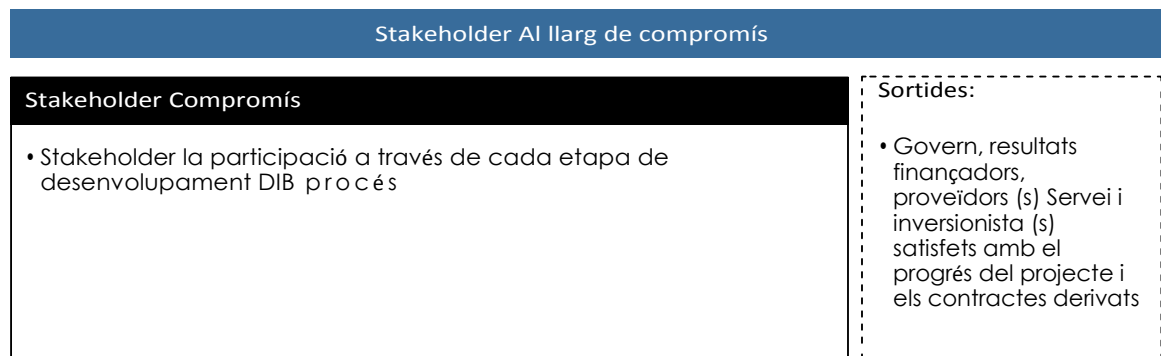 Stakeholder Al llarg de compromís
Stakeholder Compromís
• Stakeholder la participació a través de cada etapa de
desenvolupament DIB procés
Sortides:
• Govern, resultats
finançadors,
proveïdors (s) Servei i
inversionista (s)
satisfets amb el
progrés del projecte i
els contractes derivats